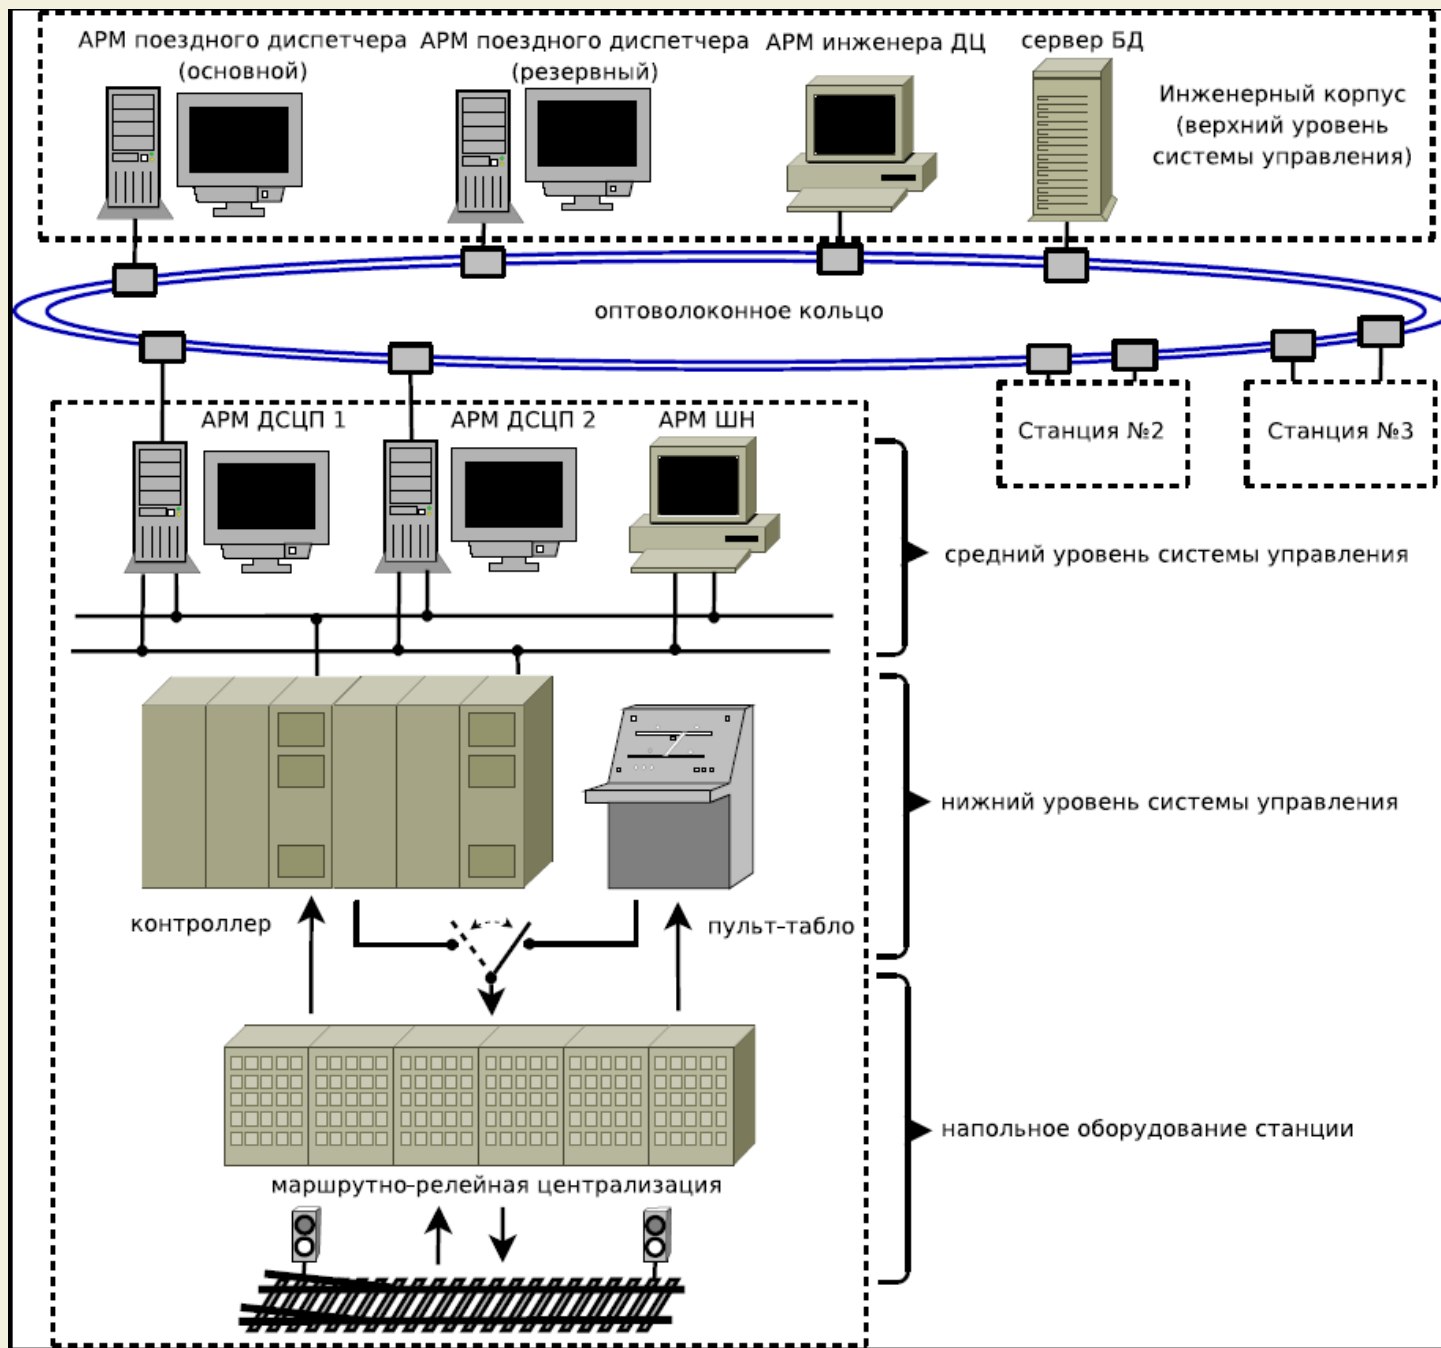 АРМ поездного диспетчера
(основной)
АРМ поездного диспетчера
(резервный)
АРМ инженера ДЦ
сервер БД
Инженерный корпус
(верхний уровень
системы управления)
оптоволоконное кольцо
АРМ ДСЦП 1
АРМ ДСЦП 2
АРМ ШН
Станция №2
Станция №3
средний уровень системы управления
нижний уровень системы управления
контроллер
пульт-табло
напольное оборудование станции
маршрутно-релейная централизация